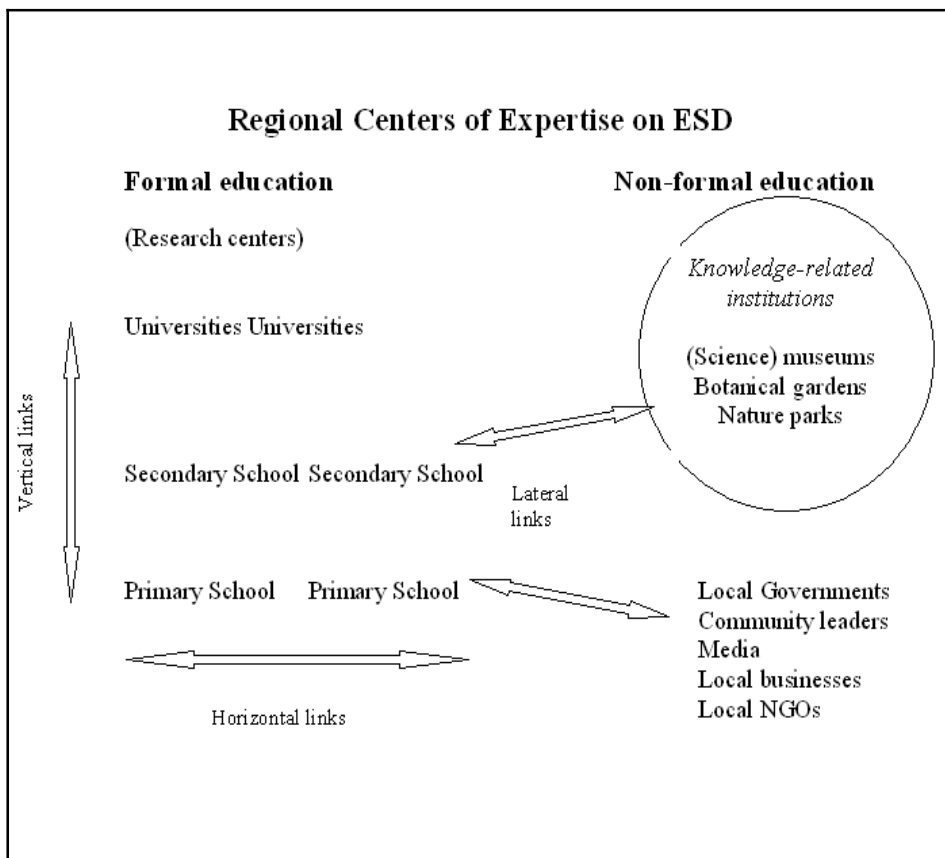 Regional Centers of Expertise on ESD
Formal education
Non-formal education
(Research centers)
Knowledge-related
institutions
Universities Universities
(Science) museums
Botanical gardens
Nature parks
Vertical links
Secondary School Secondary School
Lateral
links
Primary School Primary School
Local Governments
Community leaders
Media
Local businesses
Local NGOs
Horizontal links